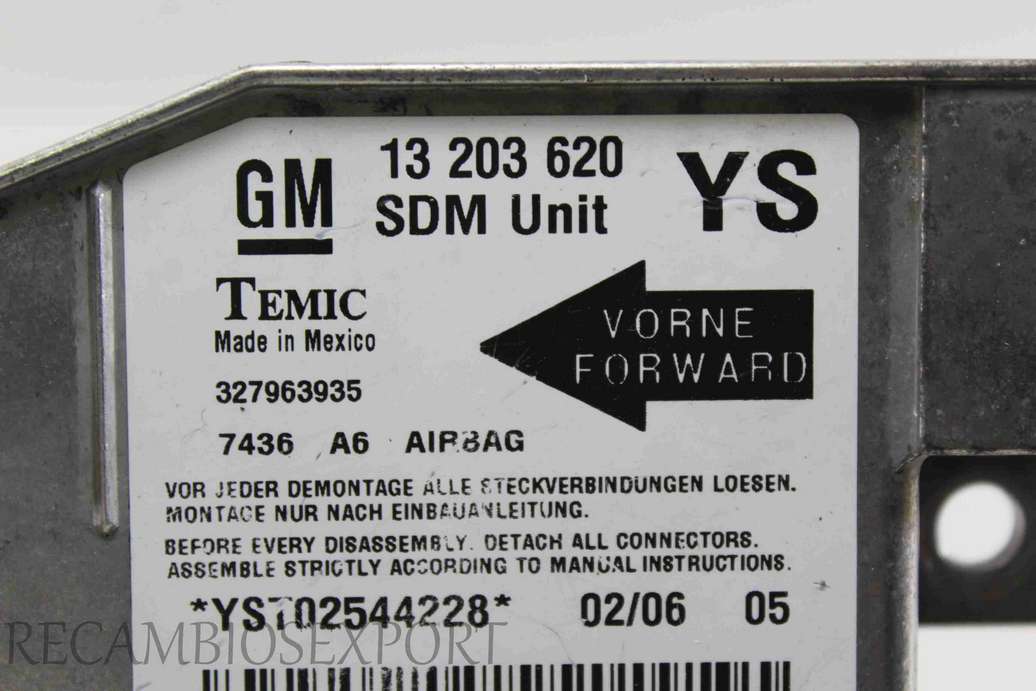 GM 13 203 620 YS
SDM Unit
TEMIC
Made in Mexico
VORNE
FORWARD
327963935
7436 A6 AIRBAG
VOR JEDER DEMONTAGE ALLE STECKVERBINDUNGEN LOESEN.
MONTAGE NUR NACH EINBAUANLEITUNG.
BEFORE EVERY DISASSEMBLY. DETACH ALL CONNECTORS.
ASSEMBLE STRICTLY ACCORDING TO MANUAL INSTRUCTIONS.
*YST02544228* 02/06 05
RECAMBIOSEXPORT